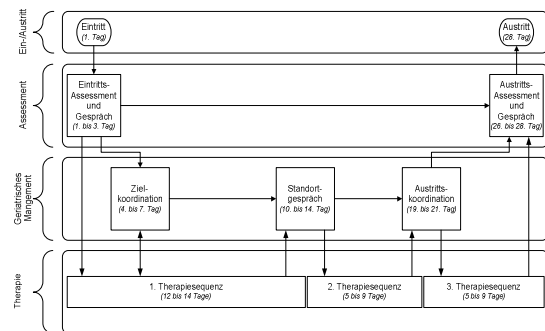 Ein-/Austritt
Eintritt
(1. Tag)
Austritt
(28. Tag)
Assessment
Eintritts-
Assessment
und
Gespräch
(1. bis 3. Tag)
Austritts-
Assessment
und
Gespräch
(26. bis 28. Tag)
Geriatrisches
Mangement
Ziel-
koordination
(4. bis 7. Tag)
Standort-
gespräch
(10. bis 14. Tag)
Austritts-
koordination
(19. bis 21. Tag)
Therapie
1. Therapiesequenz
(12 bis 14 Tage)
2. Therapiesequenz
(5 bis 9 Tage)
3. Therapiesequenz
(5 bis 9 Tage)